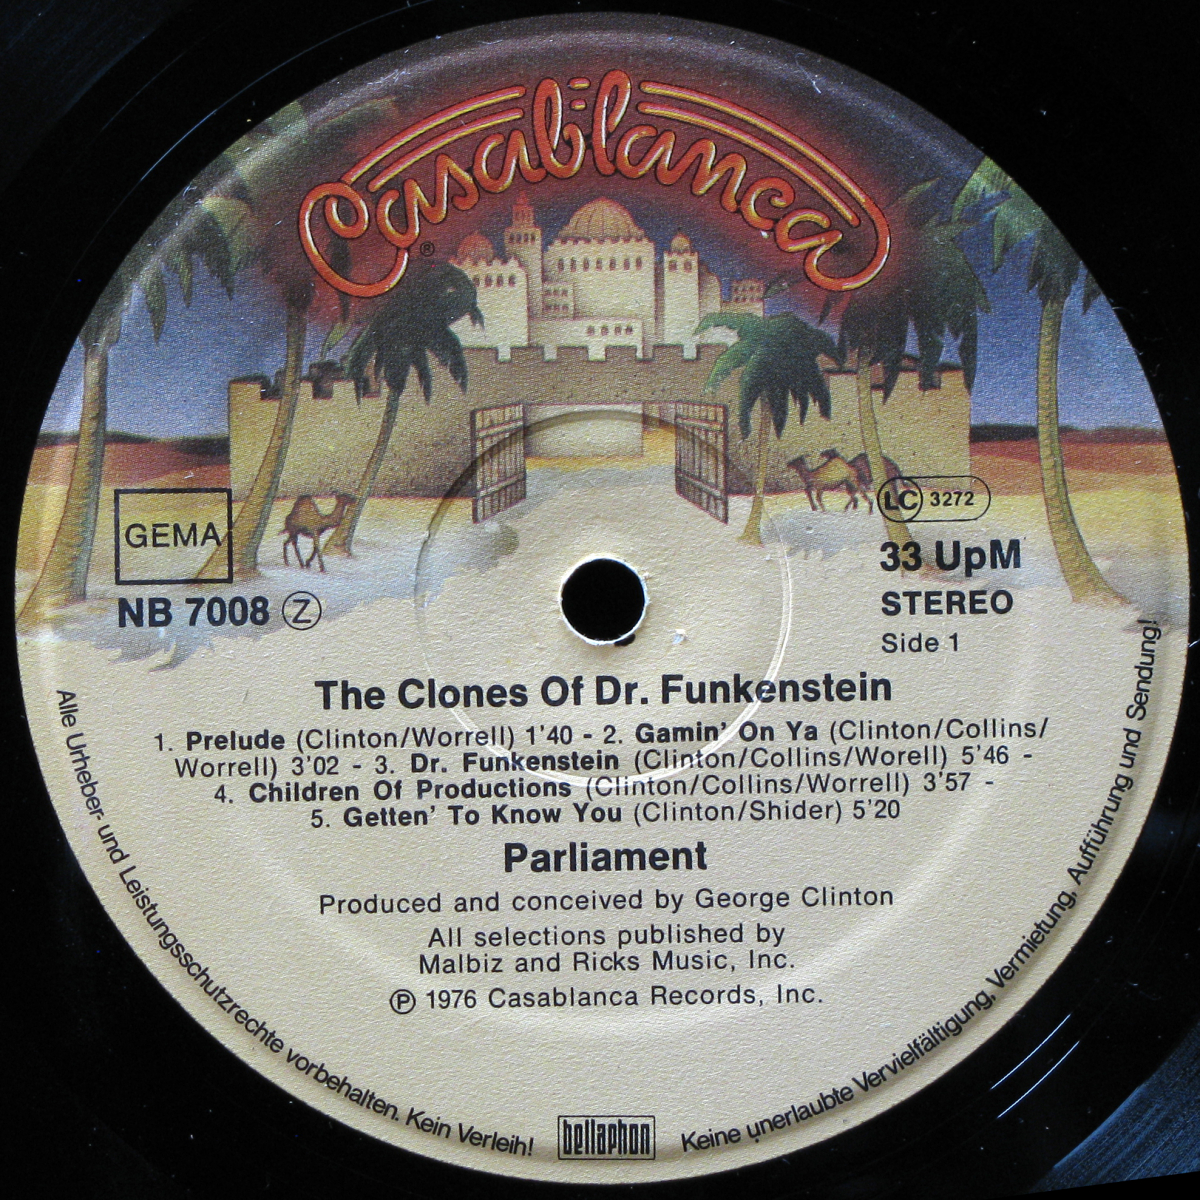 Casablanca
®
GEMA
NB 7008 Z
LC 3272
33 UpM
STEREO
Side 1
The Clones Of Dr. Funkenstein
1. Prelude (Clinton/Worrell) 1'40 - 2. Gamin' On Ya (Clinton/Collins/
Worrell) 3'02 - 3. Dr. Funkenstein (Clinton/Collins/Worell) 5'46 -
4. Children Of Productions (Clinton/Collins/Worrell) 3'57 -
5. Getten' To Know You (Clinton/Shider) 5'20
Parliament
Produced and conceived by George Clinton
All selections published by
Malbiz and Ricks Music, Inc.
℗ 1976 Casablanca Records, Inc.
Alle Urheber- und Leistungsschutzrechte vorbehalten. Kein Verleih!
bellaphon
Keine unerlaubte Vervielfältigung, Vermietung, Aufführung und Sendung!